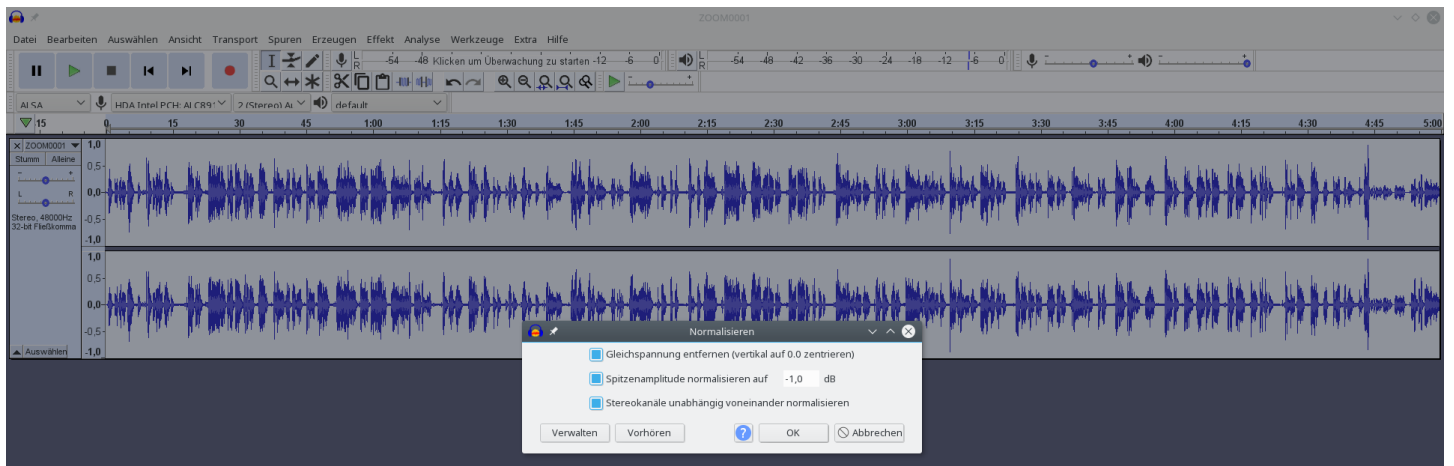 ZOOM0001
Datei Bearbeiten Auswählen Ansicht Transport Spuren Erzeugen Effekt Analyse Werkzeuge Extra Hilfe
L R -54 -48 Klicken um Überwachung zu starten -12 -6 0 L R -54 -48 -42 -36 -30 -24 -18 -12 -6 0
ALSA HDA Intel PCH: ALC89 2 (Stereo) Au default
15 0 15 30 45 1:00 1:15 1:30 1:45 2:00 2:15 2:30 2:45 3:00 3:15 3:30 3:45 4:00 4:15 4:30 4:45 5:00
ZOOM0001 1,0
Stumm Alleine
0,5
L R 0,0
Stereo, 48000Hz -0,5
32-bit Fließkomma
-1,0
1,0
0,5
0,0
-0,5
Auswählen -1,0
Normalisieren
Gleichspannung entfernen (vertikal auf 0.0 zentrieren)
Spitzenamplitude normalisieren auf -1,0 dB
Stereokanäle unabhängig voneinander normalisieren
Verwalten Vorhören ? OK Abbrechen